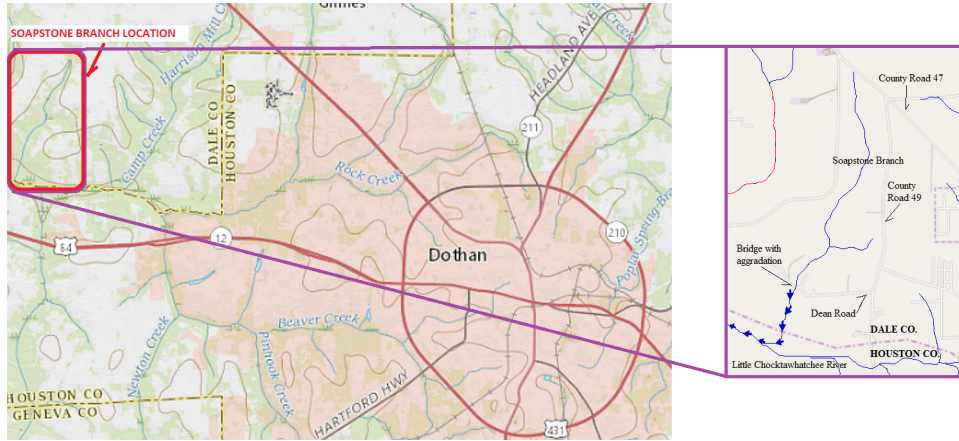 Grimes
SOAPSTONE BRANCH LOCATION
Harrison Mill C
HEADLAND AVE
Creek
211
DALE CO
HOUSTON CO
Camp Creek
Rock Creek
Poplar Spring Br
84
12
210
Dothan
Newton Creek
Beaver Creek
Pinhook Creek
HARTFORD HWY
HOUSTON CO
GENEVA CO
431
County Road 47
Soapstone Branch
County
Road 49
Bridge with
aggradation
Dean Road
DALE CO.
HOUSTON CO.
Little Chocktawhatchee River